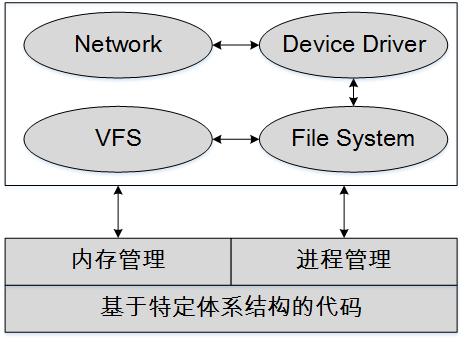 Network
Device Driver
VFS
File System
内存管理
进程管理
基于特定体系结构的代码